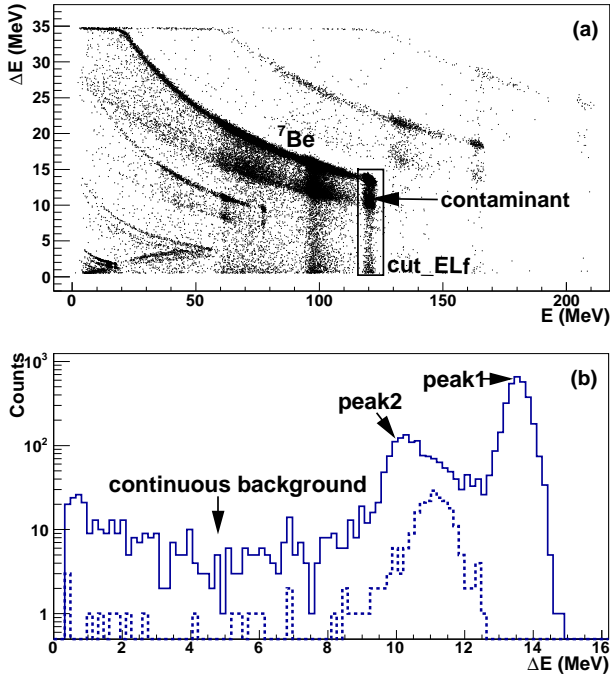 ΔE (MeV)
35
30
25
20
15
10
5
0
(a)
⁷Be
contaminant
cut_ELf
0 50 100 150 200
E (MeV)
Counts
10³
10²
10
1
(b)
peak1
peak2
continuous background
0 2 4 6 8 10 12 14 16
ΔE (MeV)